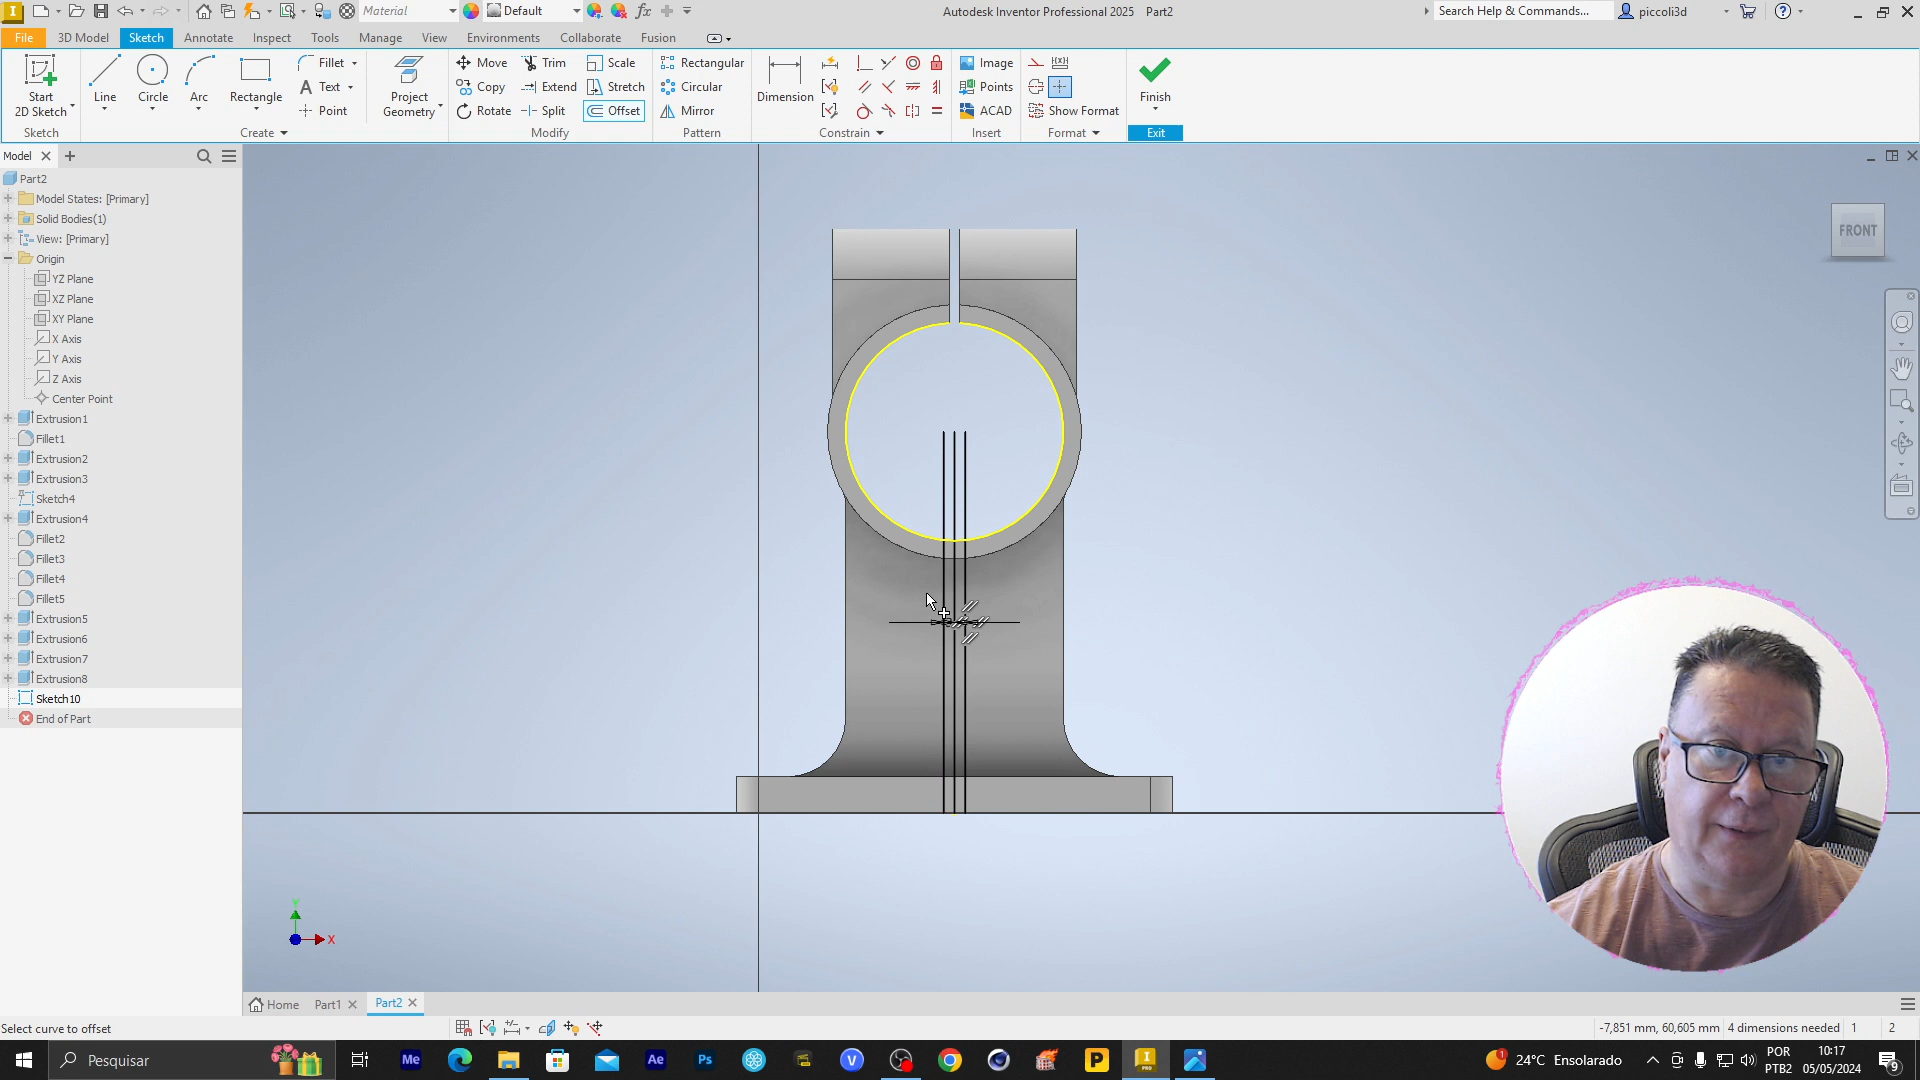 Material
Default
Autodesk Inventor Professional 2025 Part2
Search Help & Commands...
piccoli3d
File 3D Model Sketch Annotate Inspect Tools Manage View Environments Collaborate Fusion
Start 2D Sketch
Line
Circle
Arc
Rectangle
Fillet
Text
Point
Project Geometry
Move
Copy
Rotate
Trim
Extend
Split
Scale
Stretch
Offset
Rectangular
Circular
Mirror
Dimension
Image
Points
ACAD
Show Format
Finish
Sketch Create Modify Pattern Constrain Insert Format Exit
Model
Part2
Model States: [Primary]
Solid Bodies(1)
View: [Primary]
Origin
YZ Plane
XZ Plane
XY Plane
X Axis
Y Axis
Z Axis
Center Point
Extrusion1
Fillet1
Extrusion2
Extrusion3
Sketch4
Extrusion4
Fillet2
Fillet3
Fillet4
Fillet5
Extrusion5
Extrusion6
Extrusion7
Extrusion8
Sketch10
End of Part
FRONT
Y
X
Home Part1 Part2
Select curve to offset
-7,851 mm, 60,605 mm 4 dimensions needed 1 2
Pesquisar
24°C Ensolarado
POR
PTB2
10:17
05/05/2024